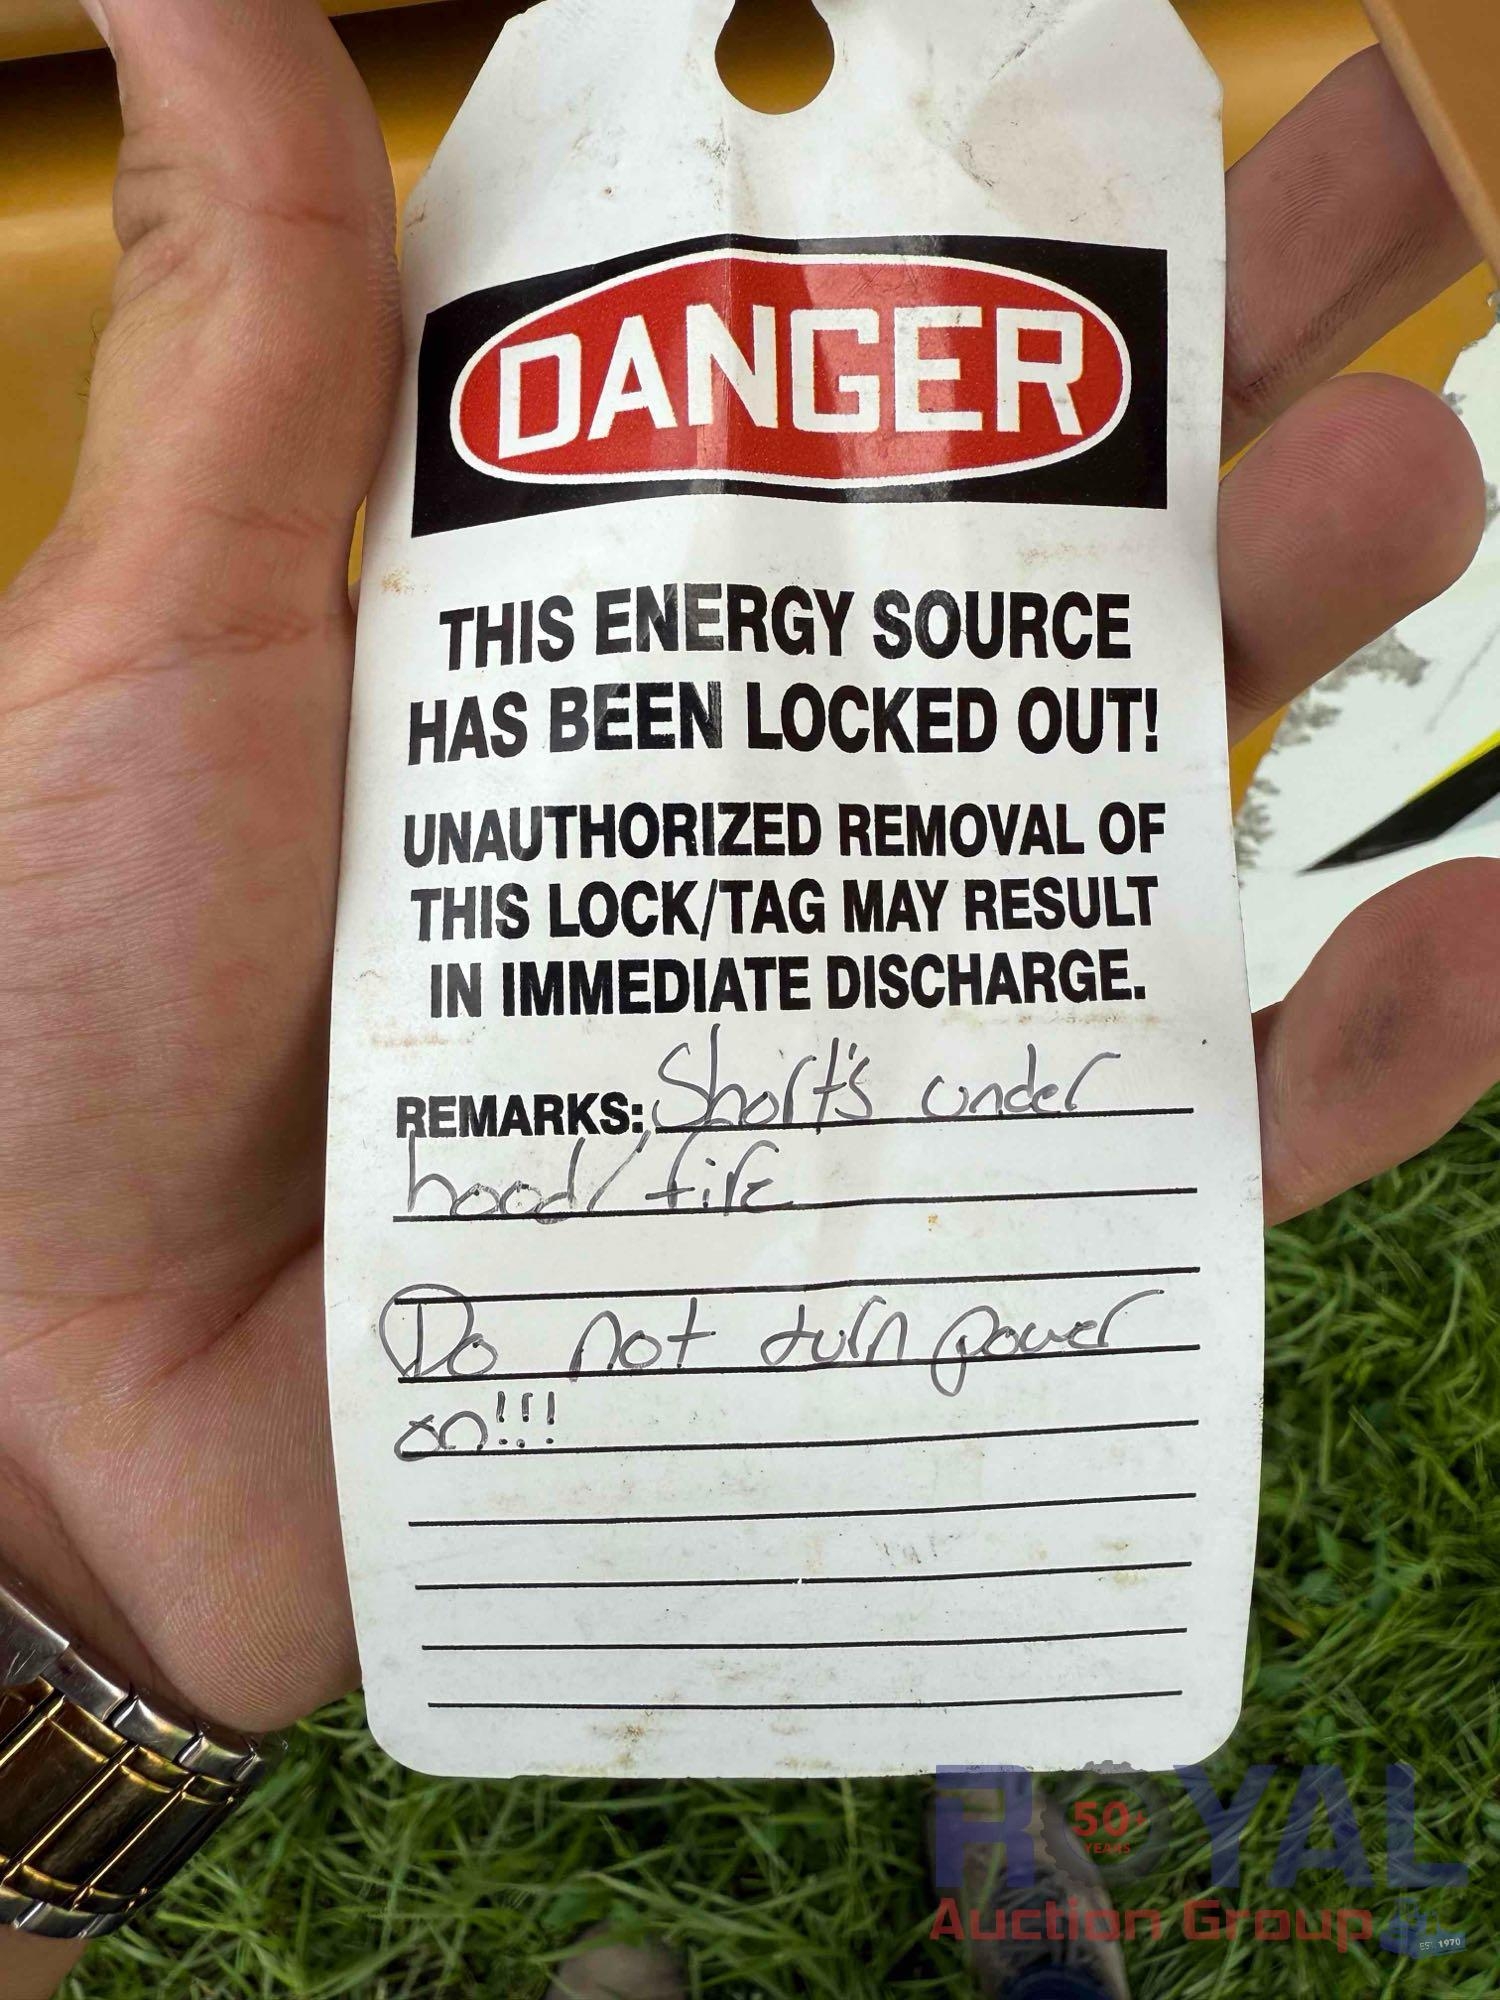 DANGER
THIS ENERGY SOURCE
HAS BEEN LOCKED OUT!
UNAUTHORIZED REMOVAL OF
THIS LOCK/TAG MAY RESULT
IN IMMEDIATE DISCHARGE.
REMARKS: Short's under
hood/ fire
Do not turn power
on!!!
ROYAL
50+
YEARS
Auction Group
EST. 1970